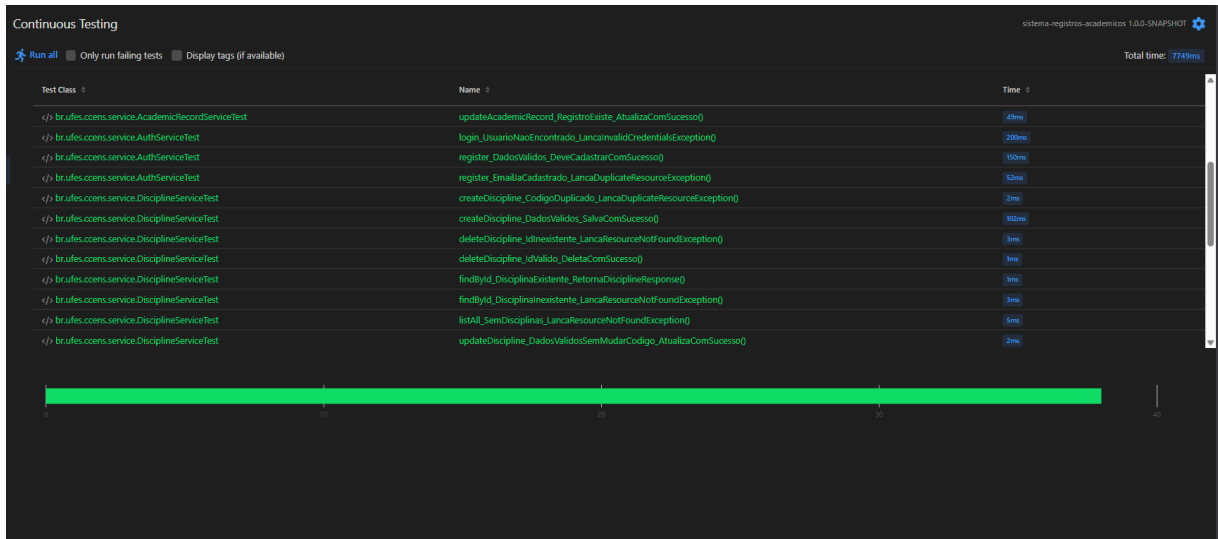 Continuous Testing sistema-registros-academicos 1.0.0-SNAPSHOT
Run all Only run failing tests Display tags (if available) Total time: 7749ms
Test Class Name Time
</> br.ufes.ccens.service.AcademicRecordServiceTest updateAcademicRecord_RegistroExiste_AtualizaComSucesso() 49ms
</> br.ufes.ccens.service.AuthServiceTest login_UsuarioNaoEncontrado_LancaInvalidCredentialsException() 200ms
</> br.ufes.ccens.service.AuthServiceTest register_DadosValidos_DeveCadastrarComSucesso() 150ms
</> br.ufes.ccens.service.AuthServiceTest register_EmailJaCadastrado_LancaDuplicateResourceException() 52ms
</> br.ufes.ccens.service.DisciplineServiceTest createDiscipline_CodigoDuplicado_LancaDuplicateResourceException() 2ms
</> br.ufes.ccens.service.DisciplineServiceTest createDiscipline_DadosValidos_SalvaComSucesso() 102ms
</> br.ufes.ccens.service.DisciplineServiceTest deleteDiscipline_IdInexistente_LancaResourceNotFoundException() 3ms
</> br.ufes.ccens.service.DisciplineServiceTest deleteDiscipline_IdValido_DeletaComSucesso() 1ms
</> br.ufes.ccens.service.DisciplineServiceTest findById_DisciplinaExistente_RetornaDisciplineResponse() 1ms
</> br.ufes.ccens.service.DisciplineServiceTest findById_DisciplinaInexistente_LancaResourceNotFoundException() 3ms
</> br.ufes.ccens.service.DisciplineServiceTest listAll_SemDisciplinas_LancaResourceNotFoundException() 5ms
</> br.ufes.ccens.service.DisciplineServiceTest updateDiscipline_DadosValidosSemMudarCodigo_AtualizaComSucesso() 2ms
0 10 20 30 40